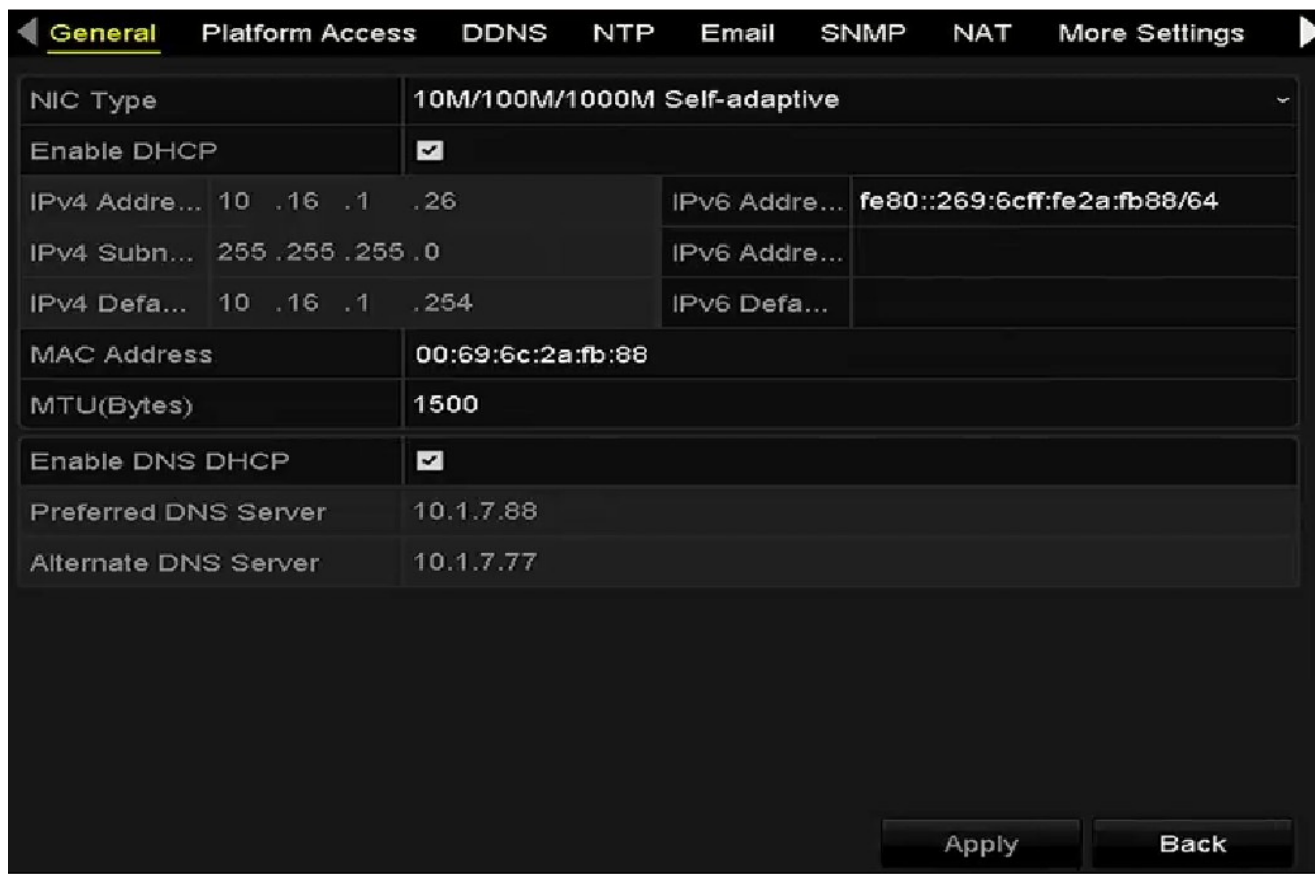 General Platform Access DDNS NTP Email SNMP NAT More Settings
NIC Type 10M/100M/1000M Self-adaptive
Enable DHCP
IPv4 Addre... 10 .16 .1 .26 IPv6 Addre... fe80::269:6cff:fe2a:fb88/64
IPv4 Subn... 255.255.255.0 IPv6 Addre...
IPv4 Defa... 10 .16 .1 .254 IPv6 Defa...
MAC Address 00:69:6c:2a:fb:88
MTU(Bytes) 1500
Enable DNS DHCP
Preferred DNS Server 10.1.7.88
Alternate DNS Server 10.1.7.77
Apply Back